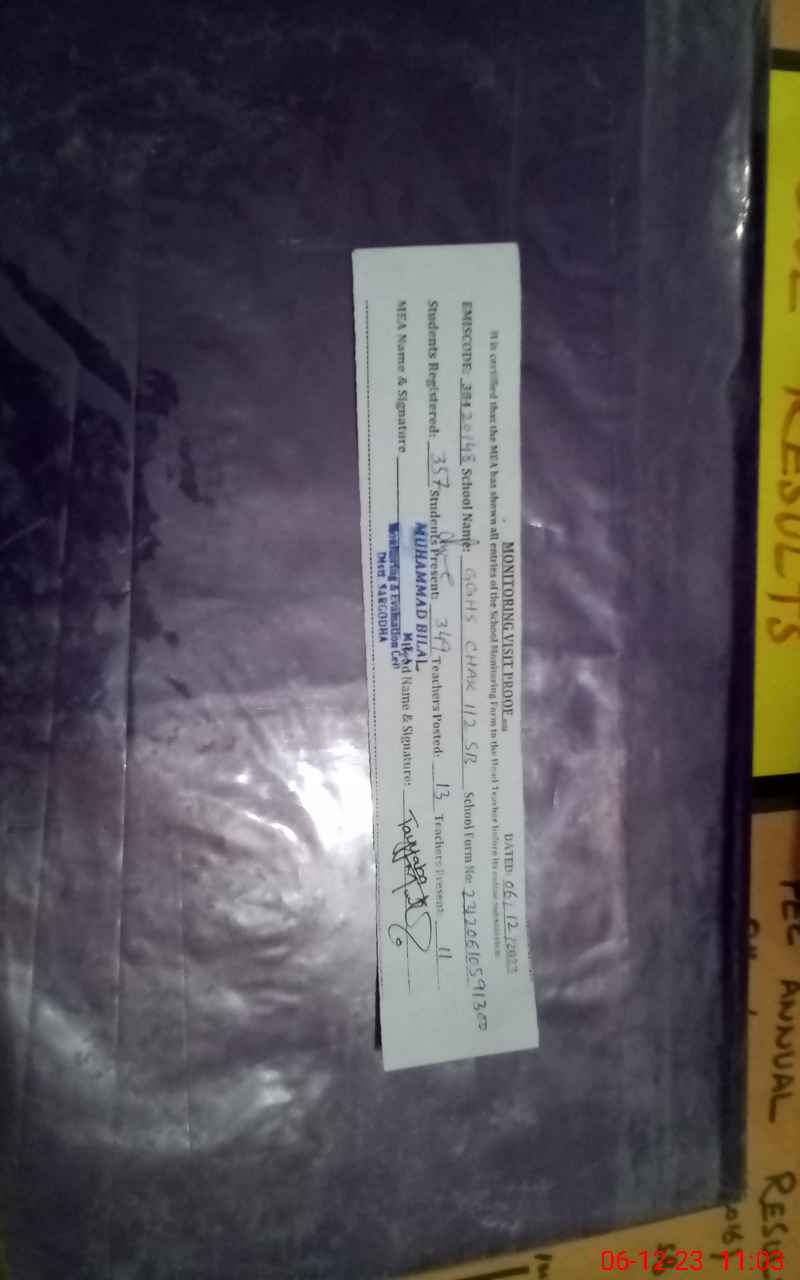 MONITORING VISIT PROOF DATED: 06/12/2023
It is certified that the MEA has shown all entries of the School Monitoring Form to the Head Teacher before its online submission
EMISCODE: 38420148 School Name: GGHS CHAK 112 SB School Form No:
Students Registered: 357 Students Present: 349 Teachers Posted: 13 Teachers Present: 11
MEA Name & Signature Name & Signature:
MUHAMMAD BILAL
Monitoring & Evaluation Cell
Distt SARGODHA
RESULTS
ANNUAL
06-12-23 11:03